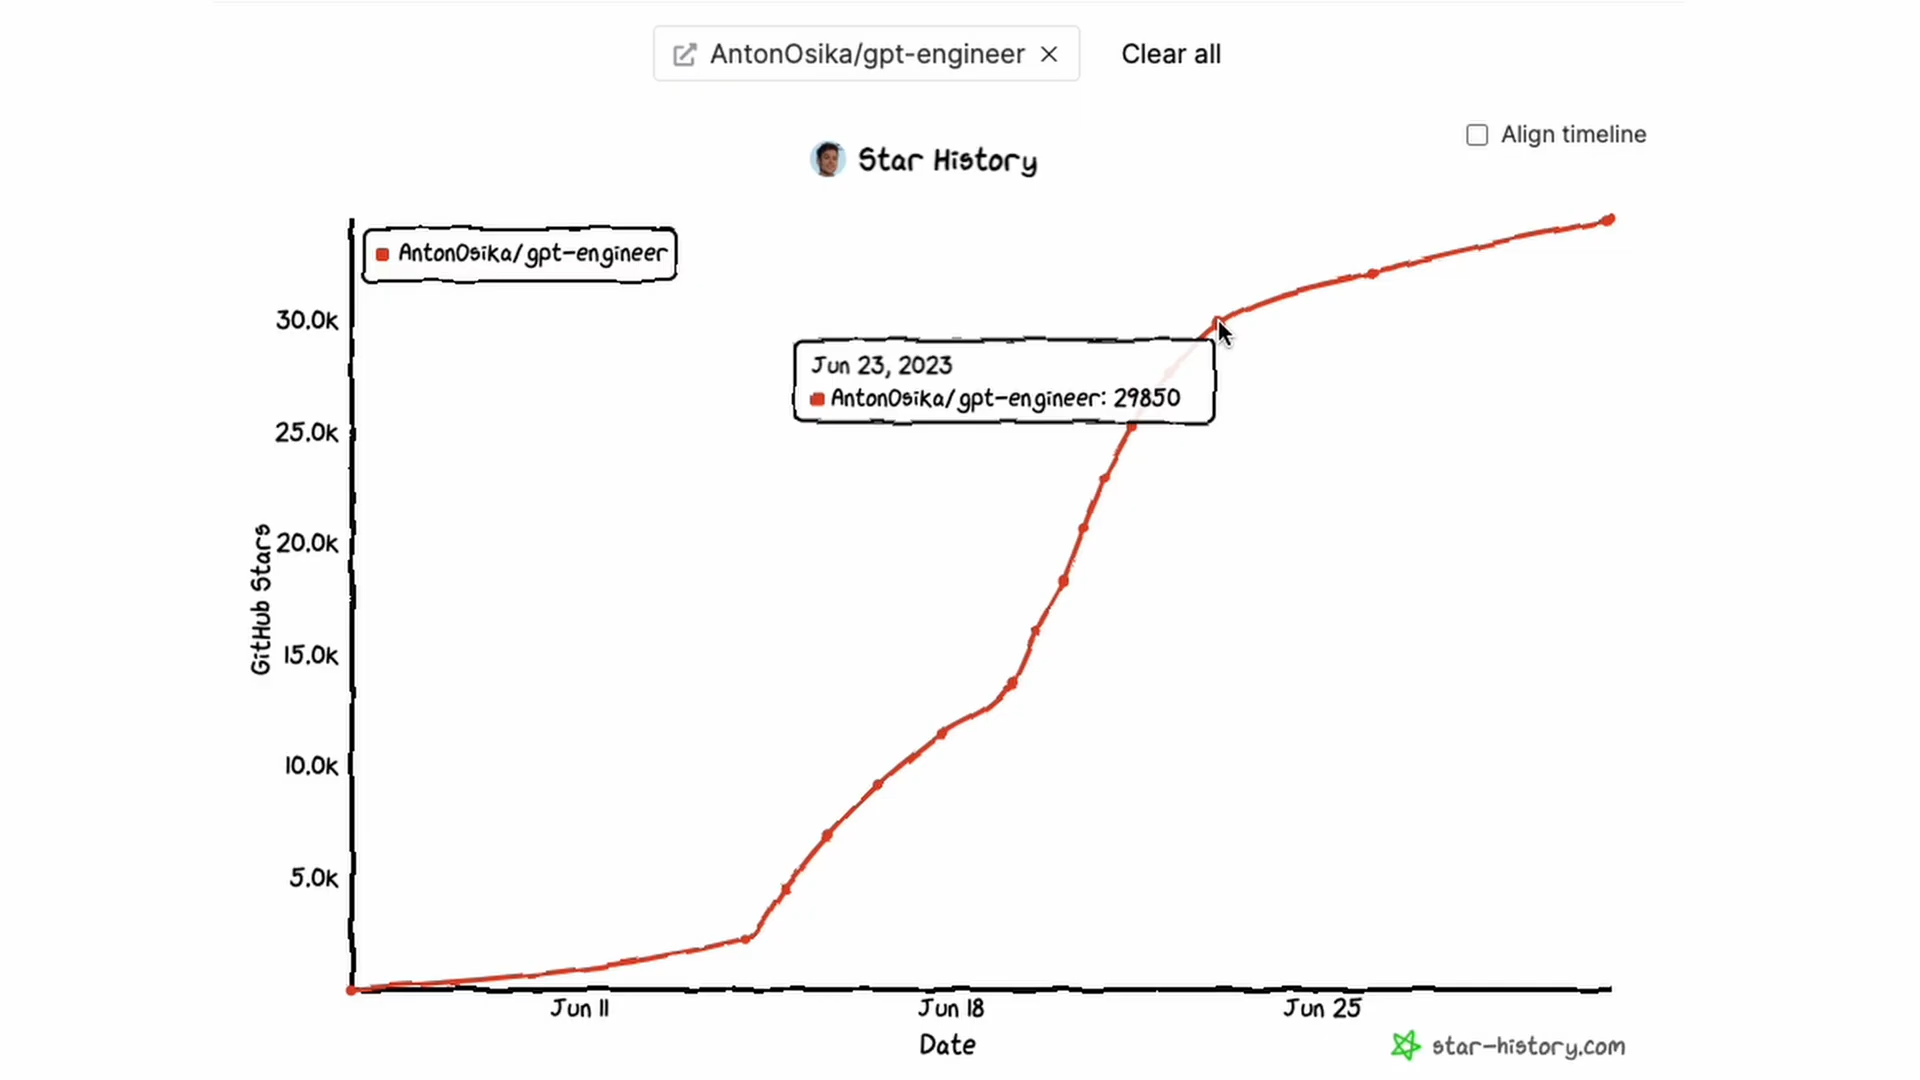 AntonOsika/gpt-engineer
Clear all
Align timeline
Star History
AntonOsika/gpt-engineer
30.0k
25.0k
20.0k
15.0k
10.0k
5.0k
GitHub Stars
Jun 23, 2023
AntonOsika/gpt-engineer: 29850
Jun 11
Jun 18
Jun 25
Date
star-history.com